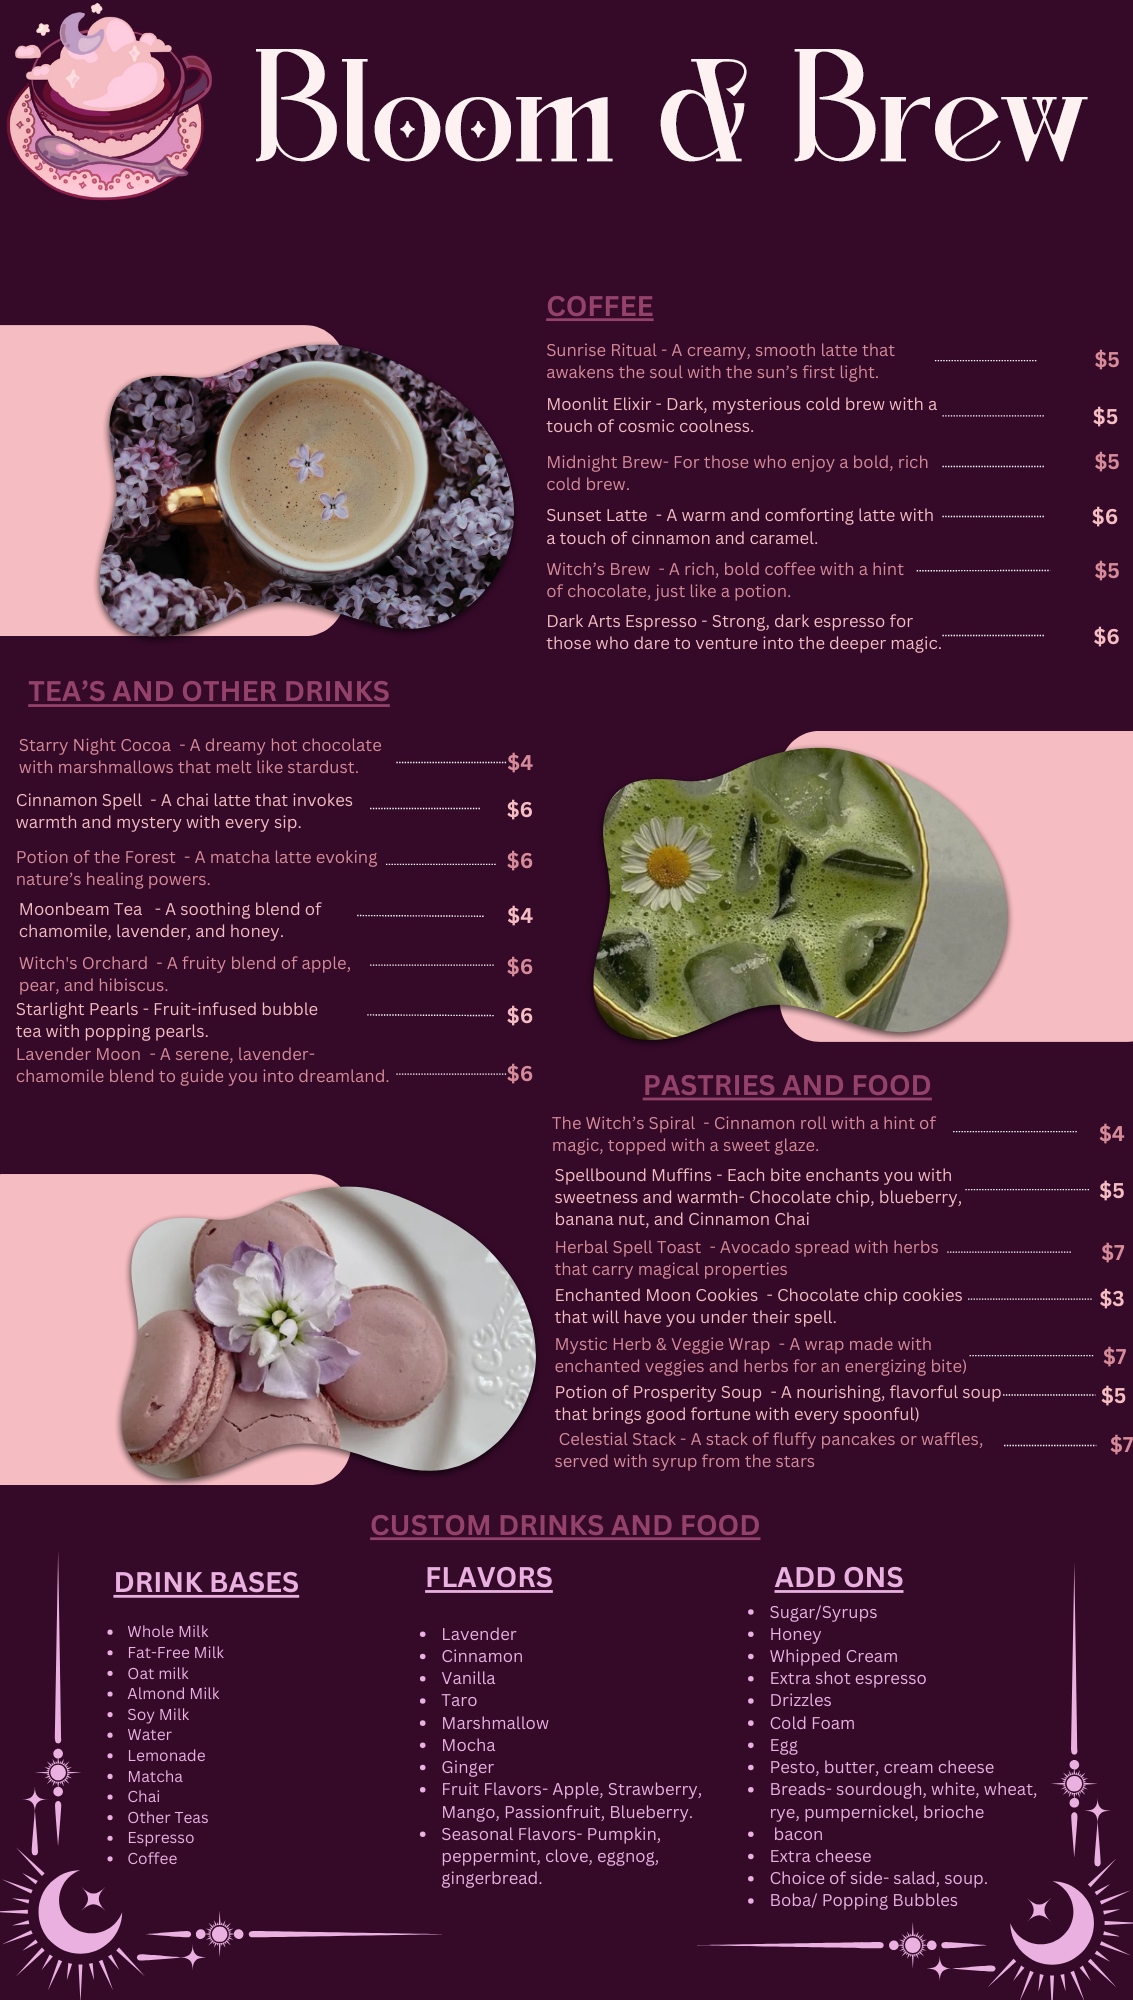 Bloom & Brew
COFFEE
Sunrise Ritual - A creamy, smooth latte that
awakens the soul with the sun's first light. $5
Moonlit Elixir - Dark, mysterious cold brew with a
touch of cosmic coolness. $5
Midnight Brew- For those who enjoy a bold, rich $5
cold brew.
Sunset Latte - A warm and comforting latte with $6
a touch of cinnamon and caramel.
Witch's Brew - A rich, bold coffee with a hint $5
of chocolate, just like a potion.
Dark Arts Espresso - Strong, dark espresso for
those who dare to venture into the deeper magic. $6
TEA'S AND OTHER DRINKS
Starry Night Cocoa - A dreamy hot chocolate
with marshmallows that melt like stardust. $4
Cinnamon Spell - A chai latte that invokes
warmth and mystery with every sip. $6
Potion of the Forest - A matcha latte evoking $6
nature's healing powers.
Moonbeam Tea - A soothing blend of $4
chamomile, lavender, and honey.
Witch's Orchard - A fruity blend of apple, $6
pear, and hibiscus.
Starlight Pearls - Fruit-infused bubble $6
tea with popping pearls.
Lavender Moon - A serene, lavender-
chamomile blend to guide you into dreamland. $6
PASTRIES AND FOOD
The Witch's Spiral - Cinnamon roll with a hint of $4
magic, topped with a sweet glaze.
Spellbound Muffins - Each bite enchants you with
sweetness and warmth- Chocolate chip, blueberry, $5
banana nut, and Cinnamon Chai
Herbal Spell Toast - Avocado spread with herbs $7
that carry magical properties
Enchanted Moon Cookies - Chocolate chip cookies $3
that will have you under their spell.
Mystic Herb & Veggie Wrap - A wrap made with
enchanted veggies and herbs for an energizing bite) $7
Potion of Prosperity Soup - A nourishing, flavorful soup $5
that brings good fortune with every spoonful)
Celestial Stack - A stack of fluffy pancakes or waffles, $7
served with syrup from the stars
CUSTOM DRINKS AND FOOD
DRINK BASES
Whole Milk
Fat-Free Milk
Oat milk
Almond Milk
Soy Milk
Water
Lemonade
Matcha
Chai
Other Teas
Espresso
Coffee
FLAVORS
Lavender
Cinnamon
Vanilla
Taro
Marshmallow
Mocha
Ginger
Fruit Flavors- Apple, Strawberry,
Mango, Passionfruit, Blueberry.
Seasonal Flavors- Pumpkin,
peppermint, clove, eggnog,
gingerbread.
ADD ONS
Sugar/Syrups
Honey
Whipped Cream
Extra shot espresso
Drizzles
Cold Foam
Egg
Pesto, butter, cream cheese
Breads- sourdough, white, wheat,
rye, pumpernickel, brioche
bacon
Extra cheese
Choice of side- salad, soup.
Boba/ Popping Bubbles